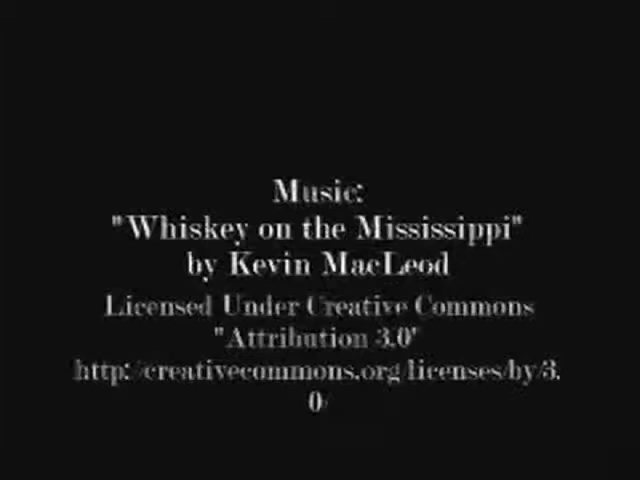 Music:
"Whiskey on the Mississippi"
by Kevin MacLeod
Licensed Under Creative Commons
"Attribution 3.0"
http://creativecommons.org/licenses/by/3.
0/